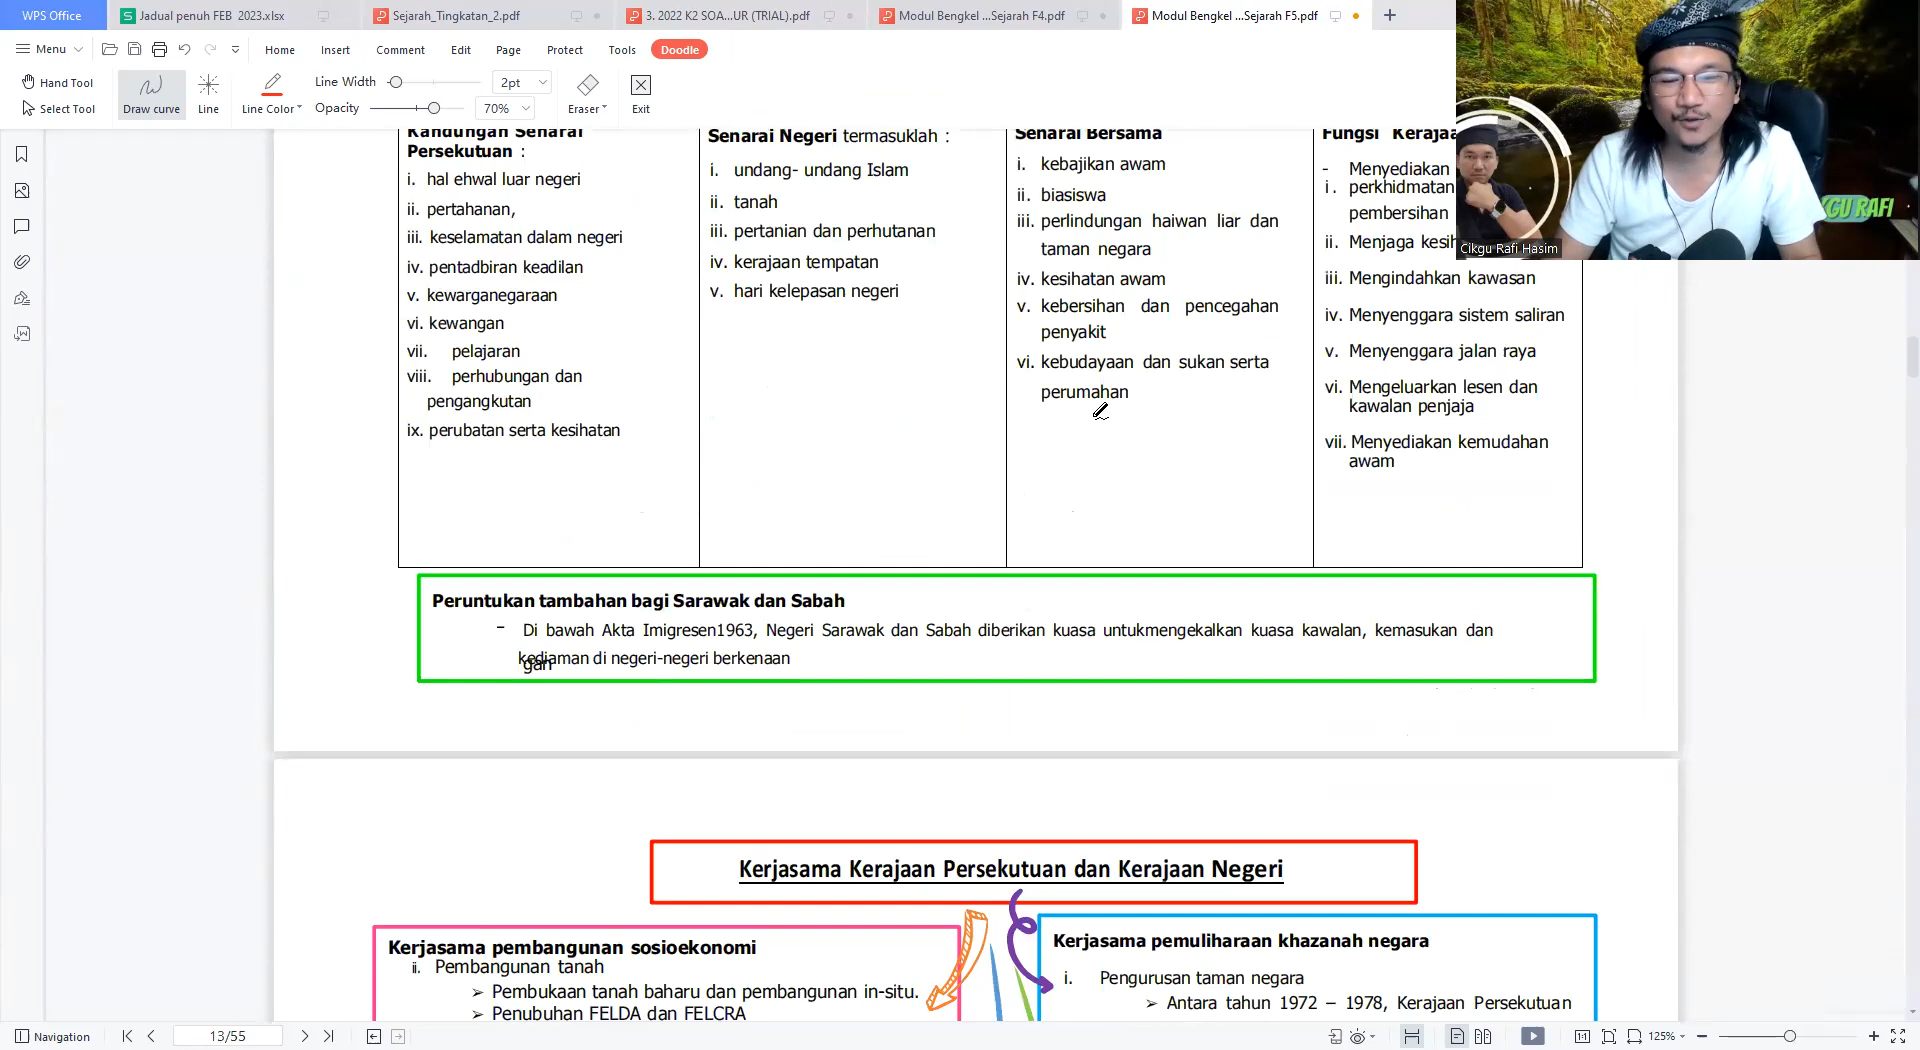 WPS Office
Jadual penuh FEB 2023.xlsx
Sejarah_Tingkatan_2.pdf
3. 2022 K2 SOA...UR (TRIAL).pdf
Modul Bengkel ...Sejarah F4.pdf
Modul Bengkel ...Sejarah F5.pdf
Menu
Home
Insert
Comment
Edit
Page
Protect
Tools
Doodle
Hand Tool
Select Tool
Draw curve
Line
Line Color
Line Width
2pt
Opacity
70%
Eraser
Exit
Kandungan Senarai
Persekutuan :
i. hal ehwal luar negeri
ii. pertahanan,
iii. keselamatan dalam negeri
iv. pentadbiran keadilan
v. kewarganegaraan
vi. kewangan
vii. pelajaran
viii. perhubungan dan
pengangkutan
ix. perubatan serta kesihatan
Senarai Negeri termasuklah :
i. undang- undang Islam
ii. tanah
iii. pertanian dan perhutanan
iv. kerajaan tempatan
v. hari kelepasan negeri
Senarai Bersama
i. kebajikan awam
ii. biasiswa
iii. perlindungan haiwan liar dan
taman negara
iv. kesihatan awam
v. kebersihan dan pencegahan
penyakit
vi. kebudayaan dan sukan serta
perumahan
Fungsi Kerajaa
- Menyediakan
i. perkhidmatan
pembersihan
ii. Menjaga kesih
iii. Mengindahkan kawasan
iv. Menyenggara sistem saliran
v. Menyenggara jalan raya
vi. Mengeluarkan lesen dan
kawalan penjaja
vii. Menyediakan kemudahan
awam
KGU RAFI
Cikgu Rafi Hasim
Peruntukan tambahan bagi Sarawak dan Sabah
- Di bawah Akta Imigresen1963, Negeri Sarawak dan Sabah diberikan kuasa untukmengekalkan kuasa kawalan, kemasukan dan
kediaman di negeri-negeri berkenaan
gan
Kerjasama Kerajaan Persekutuan dan Kerajaan Negeri
Kerjasama pembangunan sosioekonomi
ii. Pembangunan tanah
➢ Pembukaan tanah baharu dan pembangunan in-situ.
➢ Penubuhan FELDA dan FELCRA
Kerjasama pemuliharaan khazanah negara
i. Pengurusan taman negara
➢ Antara tahun 1972 – 1978, Kerajaan Persekutuan
Navigation
13/55
125%